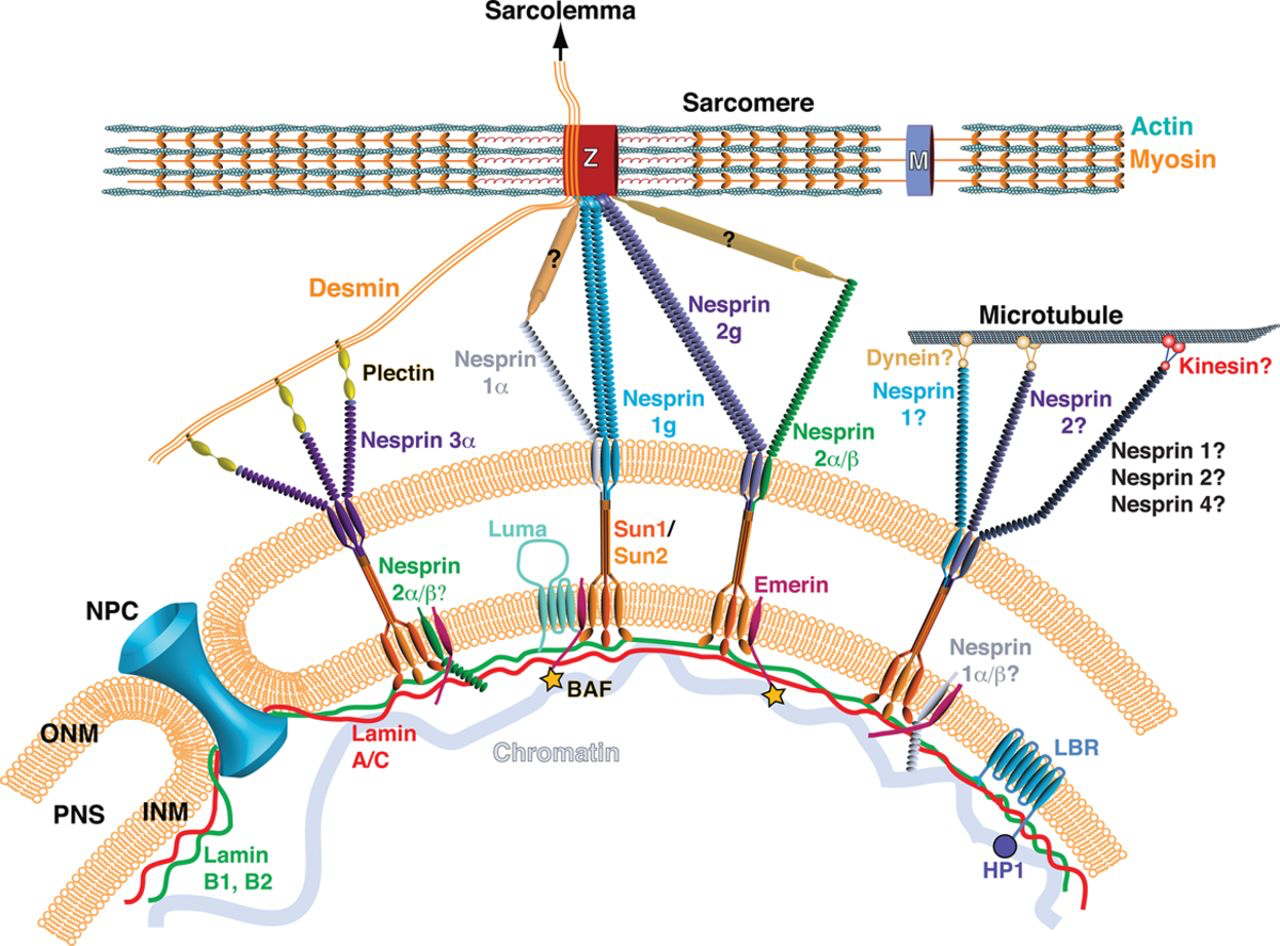 Sarcolemma
Sarcomere
Actin
Z
M
Myosin
?
?
Desmin
Nesprin
2g
Microtubule
Nesprin
1α
Plectin
Dynein?
Kinesin?
Nesprin
1g
Nesprin
1?
Nesprin
2?
Nesprin 3α
Nesprin
2α/β
Nesprin 1?
Nesprin 2?
Nesprin 4?
Luma
Sun1/
Sun2
Nesprin
2α/β?
Emerin
NPC
Nesprin
1α/β?
BAF
ONM
Lamin
A/C
Chromatin
LBR
PNS
INM
Lamin
B1, B2
HP1